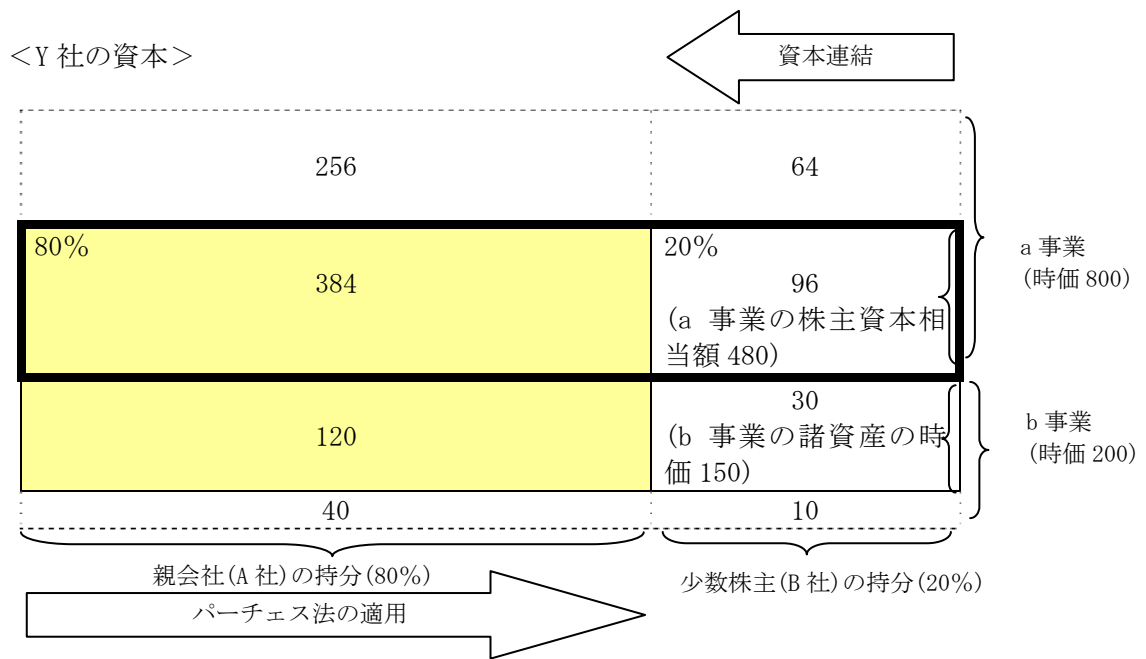 ＜Y 社の資本＞
資本連結
256
64
80％
384
20％
96
(a 事業の株主資本相
当額 480)
a 事業
(時価 800)
120
30
(b 事業の諸資産の時
価 150)
b 事業
(時価 200)
40
10
親会社(A 社)の持分(80％)
少数株主(B 社)の持分(20％)
パーチェス法の適用